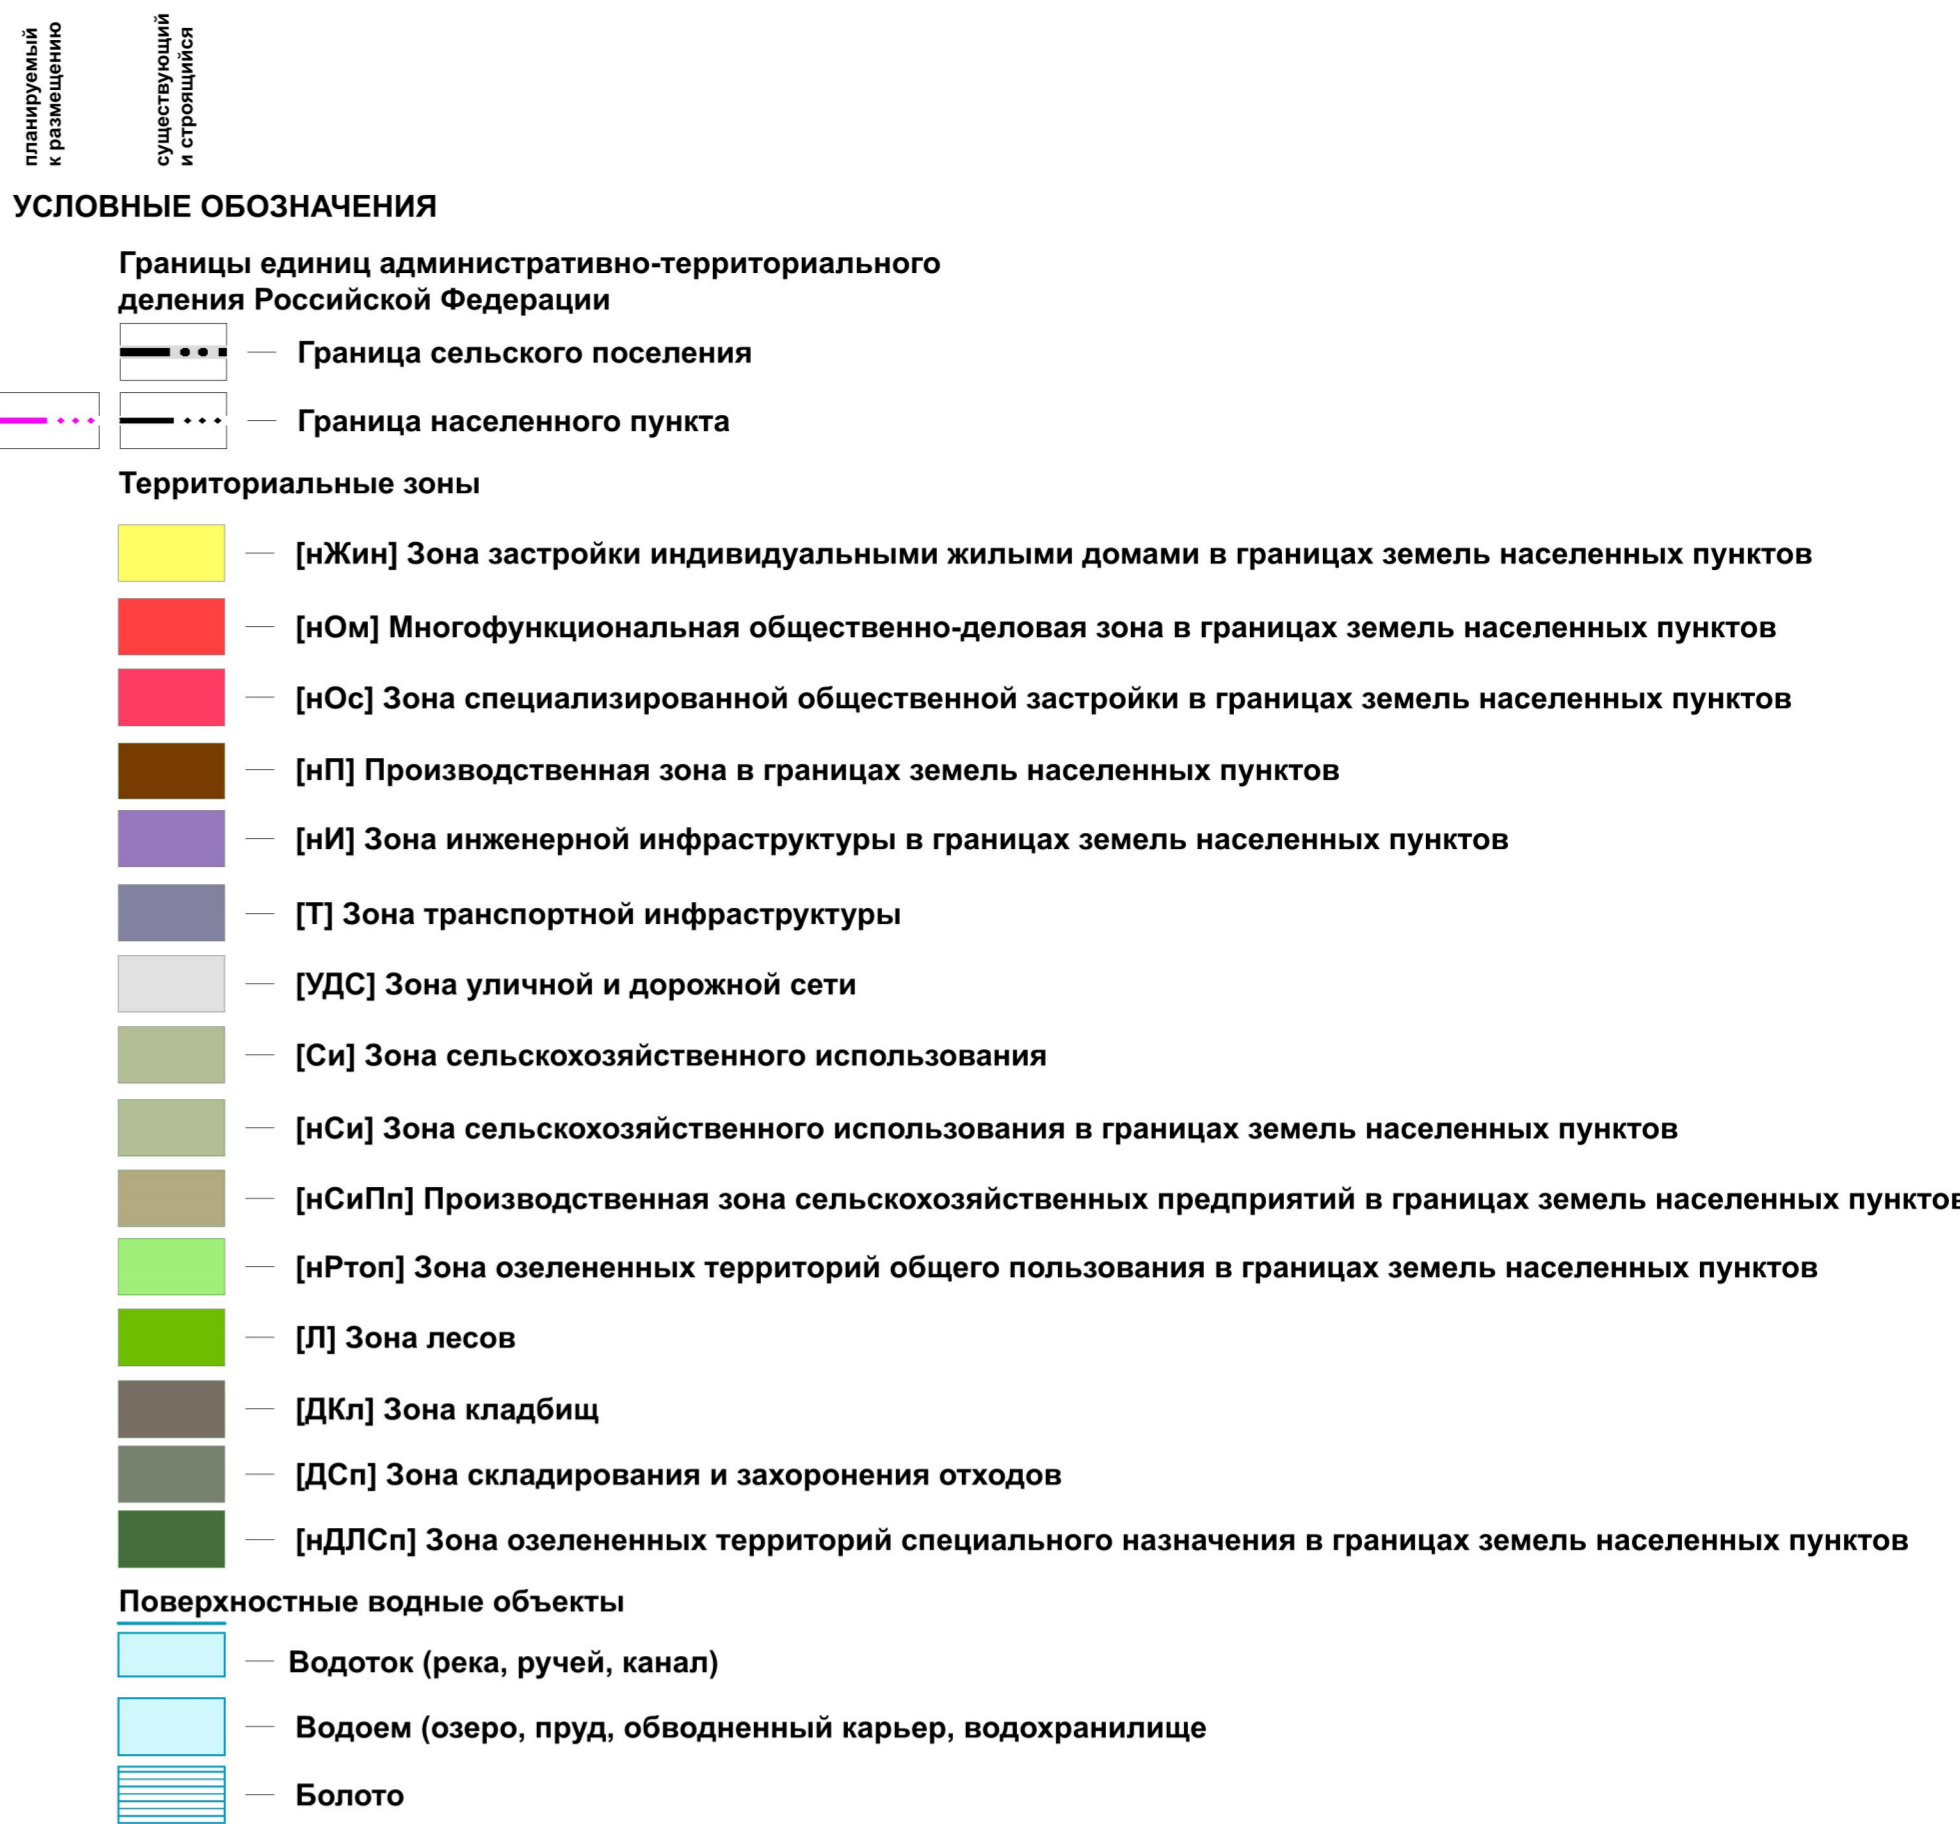 планируемый
к размещению
существующий
и строящийся
УСЛОВНЫЕ ОБОЗНАЧЕНИЯ
Границы единиц административно-территориального
деления Российской Федерации
Граница сельского поселения
Граница населенного пункта
Территориальные зоны
[нЖин] Зона застройки индивидуальными жилыми домами в границах земель населенных пунктов
[нОм] Многофункциональная общественно-деловая зона в границах земель населенных пунктов
[нОс] Зона специализированной общественной застройки в границах земель населенных пунктов
[нП] Производственная зона в границах земель населенных пунктов
[нИ] Зона инженерной инфраструктуры в границах земель населенных пунктов
[Т] Зона транспортной инфраструктуры
[УДС] Зона уличной и дорожной сети
[Си] Зона сельскохозяйственного использования
[нСи] Зона сельскохозяйственного использования в границах земель населенных пунктов
[нСиПп] Производственная зона сельскохозяйственных предприятий в границах земель населенных пунктов
[нРтоп] Зона озелененных территорий общего пользования в границах земель населенных пунктов
[Л] Зона лесов
[ДКл] Зона кладбищ
[ДСп] Зона складирования и захоронения отходов
[нДЛСп] Зона озелененных территорий специального назначения в границах земель населенных пунктов
Поверхностные водные объекты
Водоток (река, ручей, канал)
Водоем (озеро, пруд, обводненный карьер, водохранилище
Болото